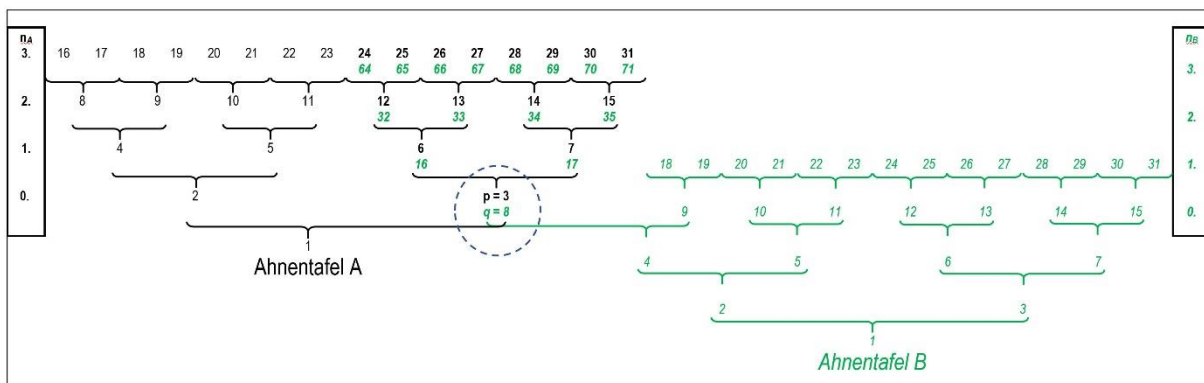 n_A 16 17 18 19 20 21 22 23 24 25 26 27 28 29 30 31 n_B
3. 64 65 66 67 68 69 70 71 3.
2. 8 9 10 11 12 13 14 15 2.
32 33 34 35
1. 4 5 6 7 1.
16 17 18 19 20 21 22 23 24 25 26 27 28 29 30 31
0. 2 p = 3 0.
q = 8 9 10 11 12 13 14 15
1
Ahnentafel A 4 5 6 7
2 3
1
Ahnentafel B